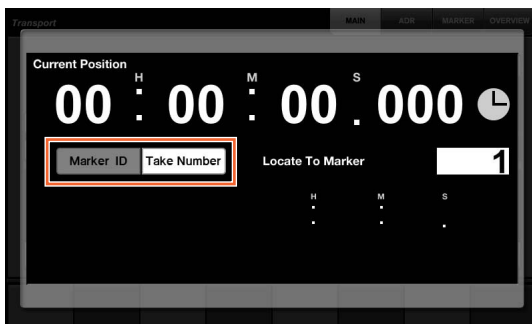 Transport
MAIN ADR MARKER OVERVIEW
Current Position
H M S
00 : 00 : 00 . 000
Marker ID Take Number Locate To Marker 1
H M S
: : .